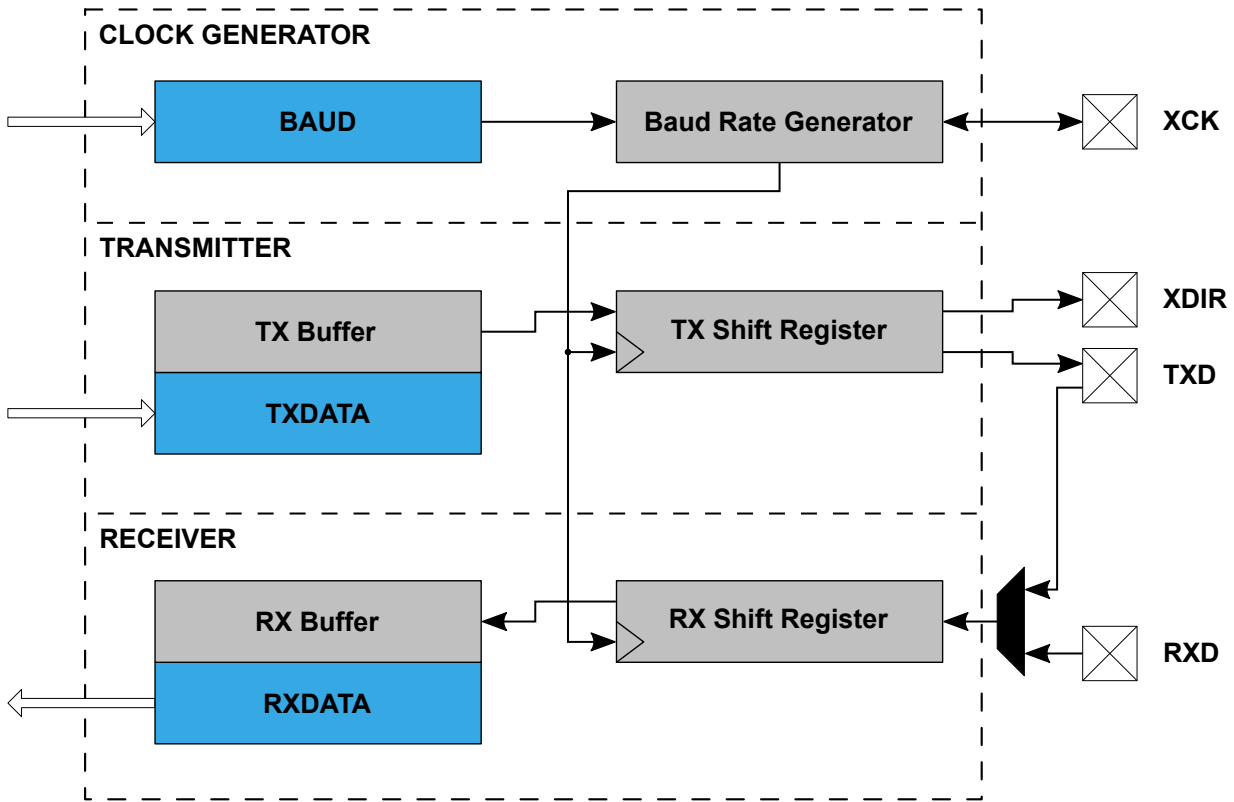 CLOCK GENERATOR
BAUD
Baud Rate Generator
XCK
TRANSMITTER
TX Buffer
TX Shift Register
XDIR
TXD
TXDATA
RECEIVER
RX Buffer
RX Shift Register
RXD
RXDATA